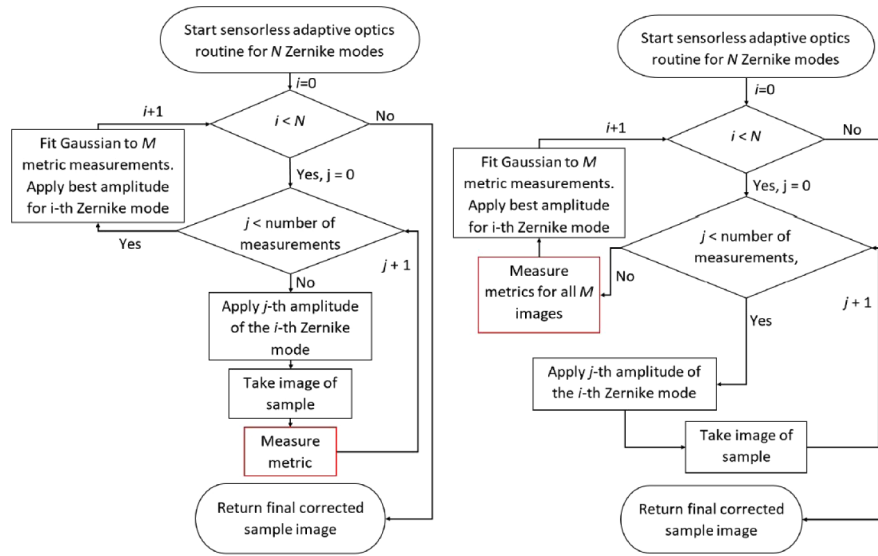 Start sensorless adaptive optics
routine for N Zernike modes
i=0
i+1
i < N
No
Fit Gaussian to M
metric measurements.
Apply best amplitude
for i-th Zernike mode
Yes, j = 0
Yes
j < number of
measurements
j + 1
No
Apply j-th amplitude
of the i-th Zernike
mode
Take image of
sample
Measure
metric
Return final corrected
sample image
Start sensorless adaptive optics
routine for N Zernike modes
i=0
i+1
i < N
No
Fit Gaussian to M
metric measurements.
Apply best amplitude
for i-th Zernike mode
Yes, j = 0
j < number of
measurements,
No
Measure
metrics for all M
images
j + 1
Yes
Apply j-th amplitude of
the i-th Zernike mode
Take image of
sample
Return final corrected
sample image